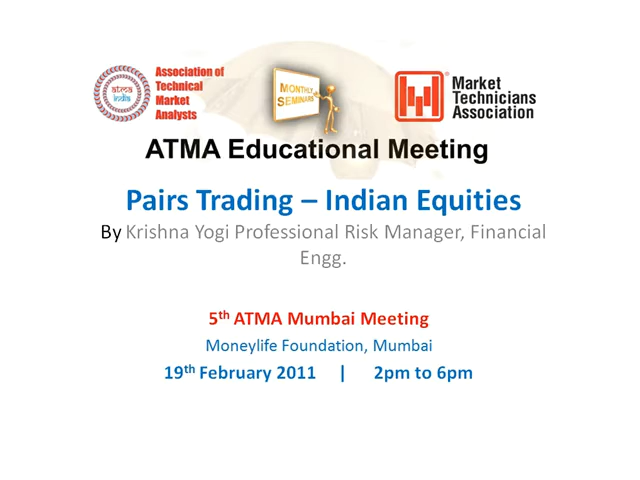 atma
india
Association of
Technical
Market
Analysts
MONTHLY
SEMINARS
Market
Technicians
Association
ATMA Educational Meeting
Pairs Trading – Indian Equities
By Krishna Yogi Professional Risk Manager, Financial
Engg.
5th ATMA Mumbai Meeting
Moneylife Foundation, Mumbai
19th February 2011 | 2pm to 6pm